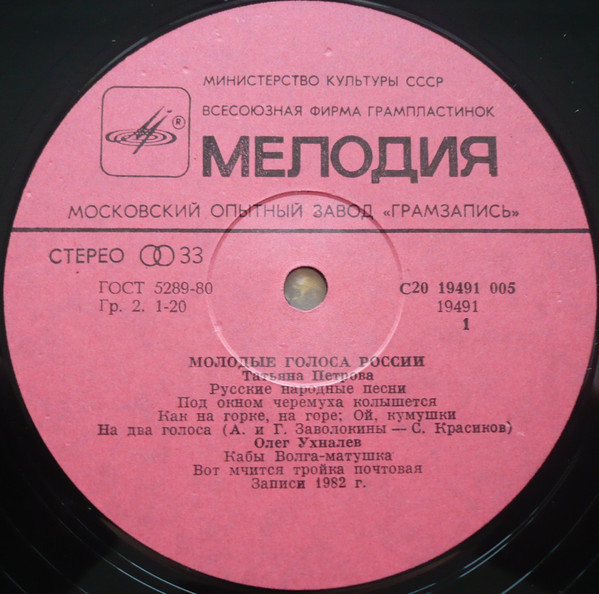 МИНИСТЕРСТВО КУЛЬТУРЫ СССР
ВСЕСОЮЗНАЯ ФИРМА ГРАМПЛАСТИНОК
®
МЕЛОДИЯ
МОСКОВСКИЙ ОПЫТНЫЙ ЗАВОД «ГРАМЗАПИСЬ»
СТЕРЕО 33
ГОСТ 5289-80
Гр. 2. 1-20
С20 19491 005
19491
1
МОЛОДЫЕ ГОЛОСА РОССИИ
Татьяна Петрова
Русские народные песни
Под окном черемуха колышется
Как на горке, на горе; Ой, кумушки
На два голоса (А. и Г. Заволокины — С. Красиков)
Олег Ухналев
Кабы Волга-матушка
Вот мчится тройка почтовая
Записи 1982 г.